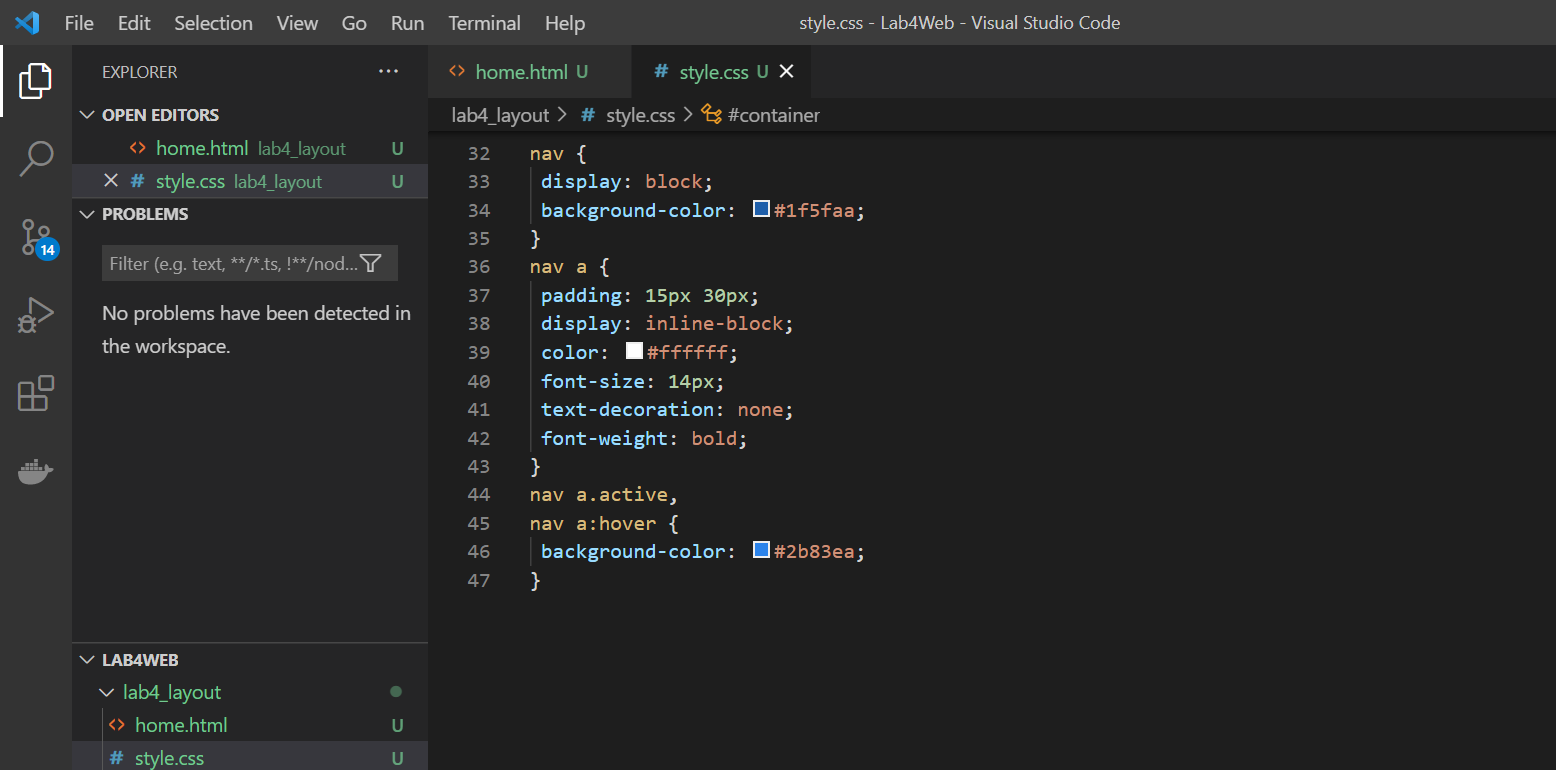 File Edit Selection View Go Run Terminal Help style.css - Lab4Web - Visual Studio Code
EXPLORER ···
OPEN EDITORS
<> home.html lab4_layout U
# style.css lab4_layout U
PROBLEMS
Filter (e.g. text, **/*.ts, !**/nod...
No problems have been detected in
the workspace.
14
LAB4WEB
lab4_layout
<> home.html U
# style.css U
<> home.html U # style.css U
lab4_layout > # style.css > #container
32 nav {
33 display: block;
34 background-color: #1f5faa;
35 }
36 nav a {
37 padding: 15px 30px;
38 display: inline-block;
39 color: #ffffff;
40 font-size: 14px;
41 text-decoration: none;
42 font-weight: bold;
43 }
44 nav a.active,
45 nav a:hover {
46 background-color: #2b83ea;
47 }